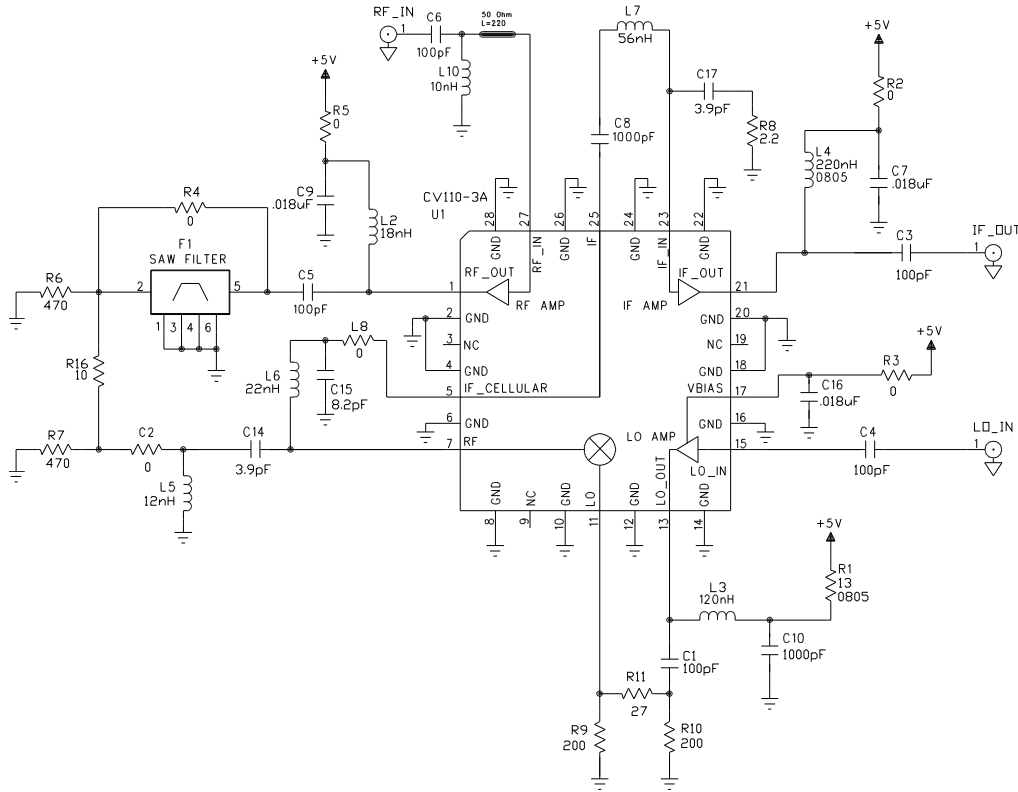 RF_IN
1
C6
100pF
50 Ohm
L=220
L10
10nH
L7
56nH
C17
3.9pF
R8
2.2
C8
1000pF
+5V
R2
0
L4
220nH
0805
C7
.018uF
C3
100pF
IF_OUT
1
+5V
R5
0
C9
.018uF
L2
18nH
R4
0
F1
SAW FILTER
2
5
1
3
4
6
R6
470
C5
100pF
R16
10
R7
470
C2
0
L5
12nH
C14
3.9pF
L6
22nH
C15
8.2pF
L8
0
CV110-3A
U1
28
GND
27
RF_IN
26
GND
25
IF
24
GND
23
IF_IN
22
GND
RF_OUT
RF AMP
IF_OUT
IF AMP
1
21
2
GND
GND
20
3
NC
NC
19
4
GND
GND
18
5
IF_CELLULAR
VBIAS
17
6
GND
GND
16
7
RF
LO AMP
15
LO_IN
LO_OUT
8
GND
9
NC
10
GND
11
LO
12
GND
13
14
GND
+5V
R3
0
C16
.018uF
C4
100pF
LO_IN
1
+5V
R1
13
0805
L3
120nH
C10
1000pF
C1
100pF
R11
27
R9
200
R10
200